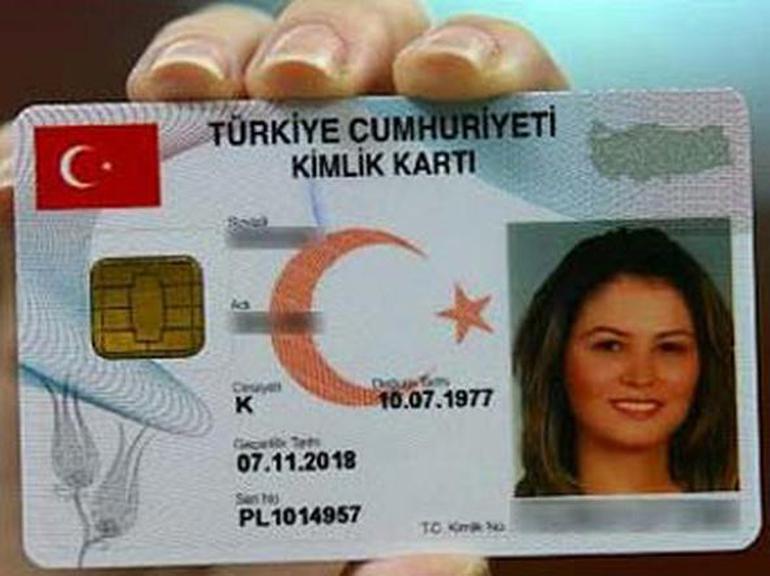 TÜRKİYE CUMHURİYETİ
KİMLİK KARTI
Soyadı
Adı
Cinsiyeti
Doğum Tarihi
K
10.07.1977
Geçerlilik Tarihi
07.11.2018
Seri No
PL1014957
T.C. Kimlik No